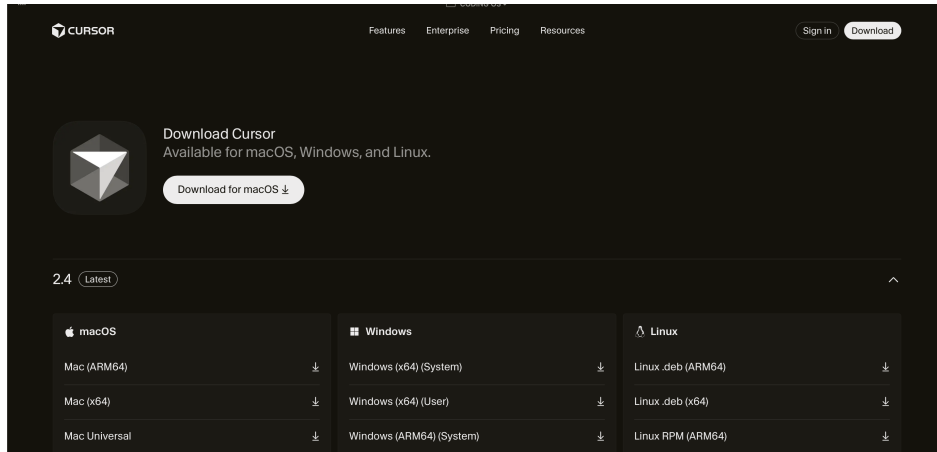 CURSOR
Features Enterprise Pricing Resources
Sign in Download
Download Cursor
Available for macOS, Windows, and Linux.
Download for macOS ↓
2.4 Latest
macOS
Mac (ARM64)
Mac (x64)
Mac Universal
Windows
Windows (x64) (System)
Windows (x64) (User)
Windows (ARM64) (System)
Linux
Linux .deb (ARM64)
Linux .deb (x64)
Linux RPM (ARM64)